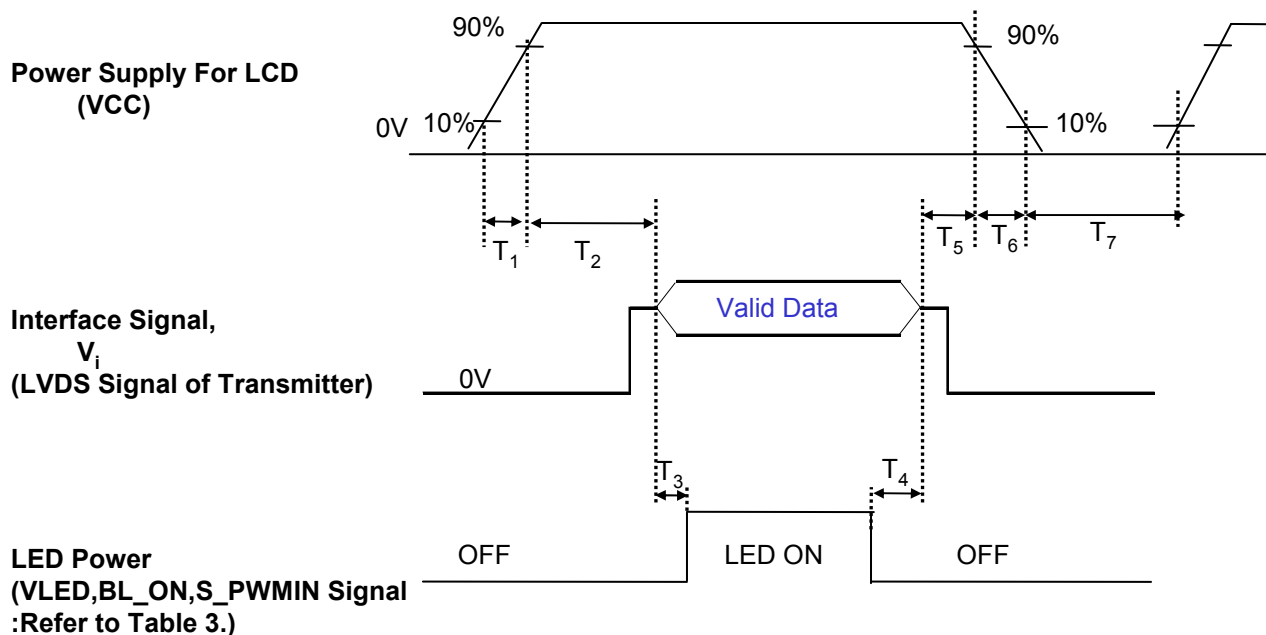 90%
90%
Power Supply For LCD
(VCC)
0V
10%
10%
T₁
T₂
T₅
T₆
T₇
Interface Signal,
Vᵢ
(LVDS Signal of Transmitter)
Valid Data
0V
T₃
T₄
LED Power
(VLED,BL_ON,S_PWMIN Signal
:Refer to Table 3.)
OFF
LED ON
OFF